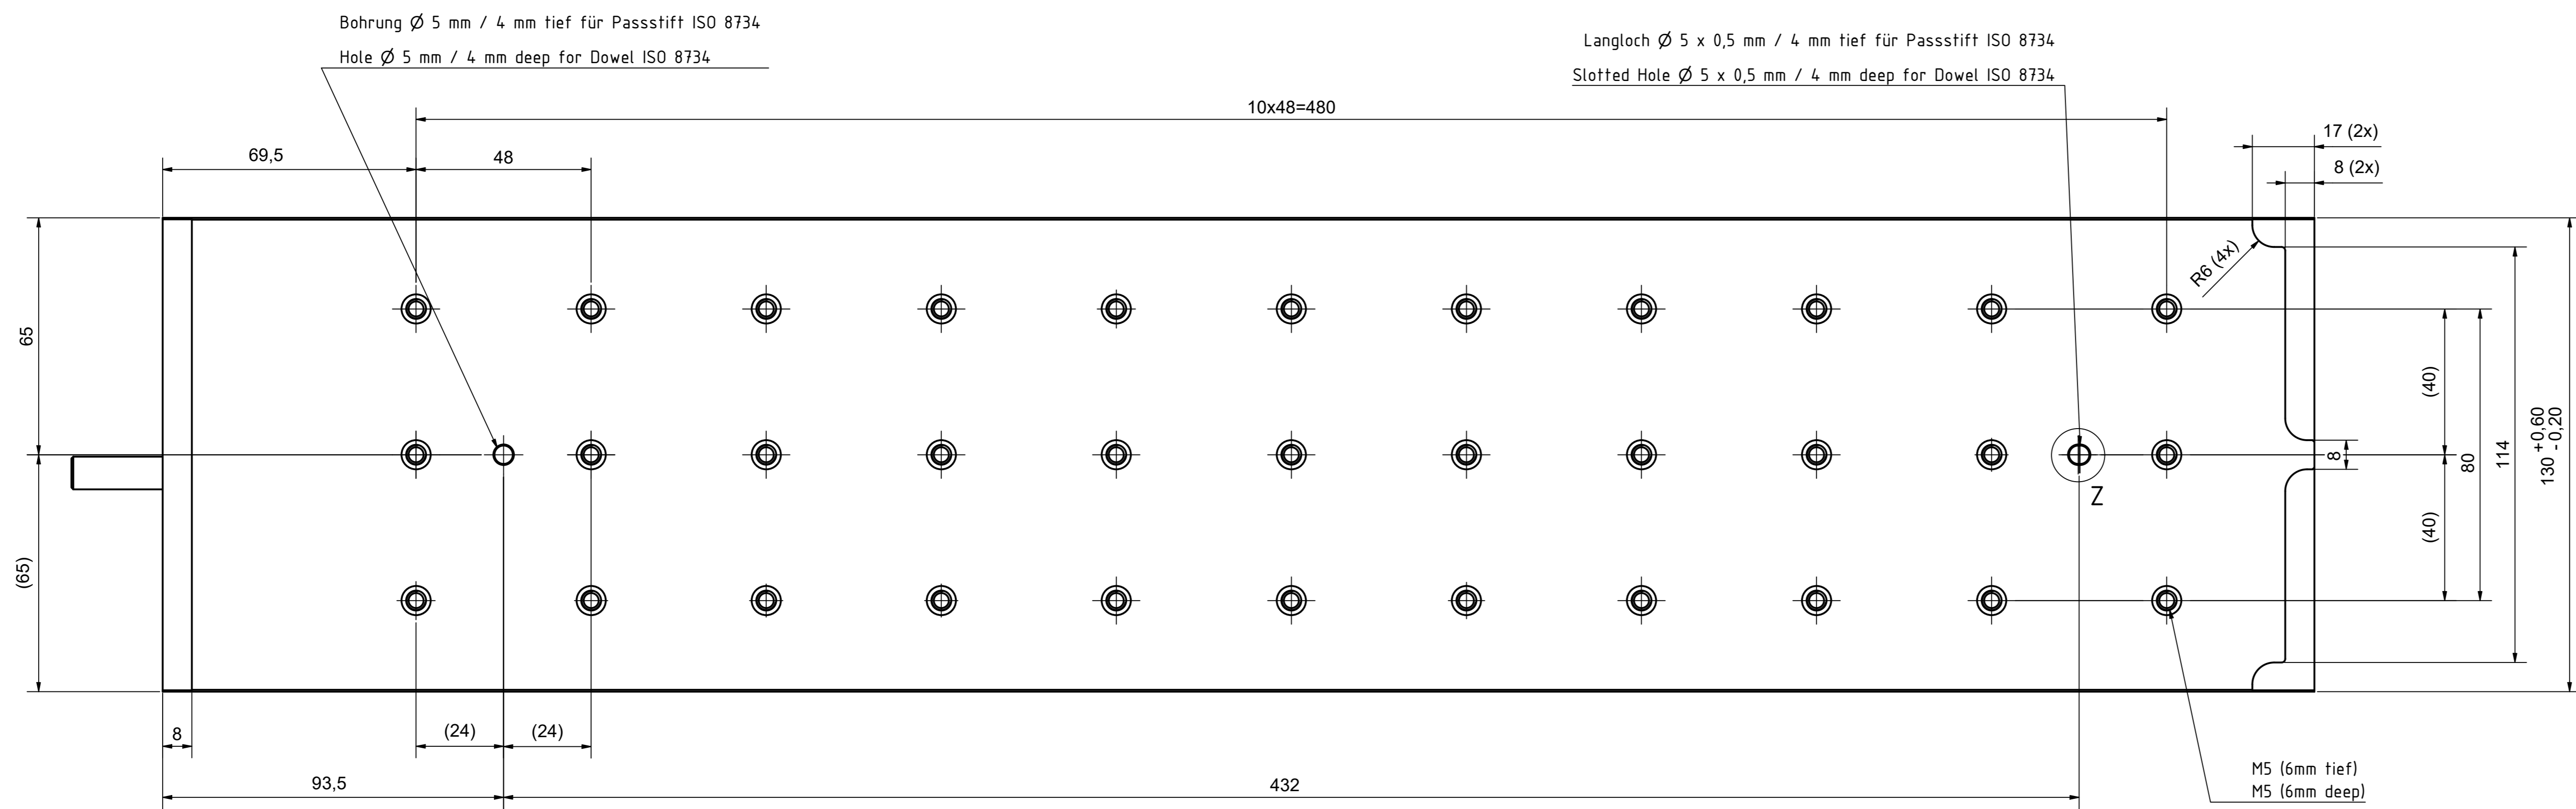 Bohrung Ø 5 mm / 4 mm tief für Passstift ISO 8734
Hole Ø 5 mm / 4 mm deep for Dowel ISO 8734
Langloch Ø 5 x 0,5 mm / 4 mm tief für Passstift ISO 8734
Slotted Hole Ø 5 x 0,5 mm / 4 mm deep for Dowel ISO 8734
10x48=480
17 (2x)
69,5
48
8 (2x)
R6 (4x)
65
(40)
130 +0,60 -0,20
114
80
8
Z
(40)
(65)
8
(24)
(24)
93,5
432
M5 (6mm tief)
M5 (6mm deep)